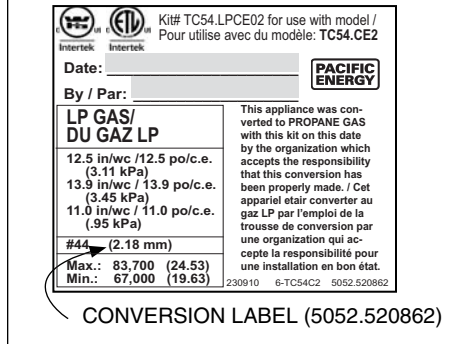 Intertek
Intertek
Kit# TC54.LPCE02 for use with model /
Pour utilise avec du modèle: TC54.CE2
Date:
By / Par:
PACIFIC
ENERGY
LP GAS/
DU GAZ LP
12.5 in/wc /12.5 po/c.e.
(3.11 kPa)
13.9 in/wc / 13.9 po/c.e.
(3.45 kPa)
11.0 in/wc / 11.0 po/c.e.
(.95 kPa)
#44 (2.18 mm)
Max.: 83,700 (24.53)
Min.: 67,000 (19.63)
This appliance was con-
verted to PROPANE GAS
with this kit on this date
by the organization which
accepts the responsibility
that this conversion has
been properly made. / Cet
appariel etair converter au
gaz LP par l'emploi de la
trousse de conversion par
une organization qui ac-
cepte la responsibilité pour
une installation en bon état.
230910 6-TC54C2 5052.520862
CONVERSION LABEL (5052.520862)